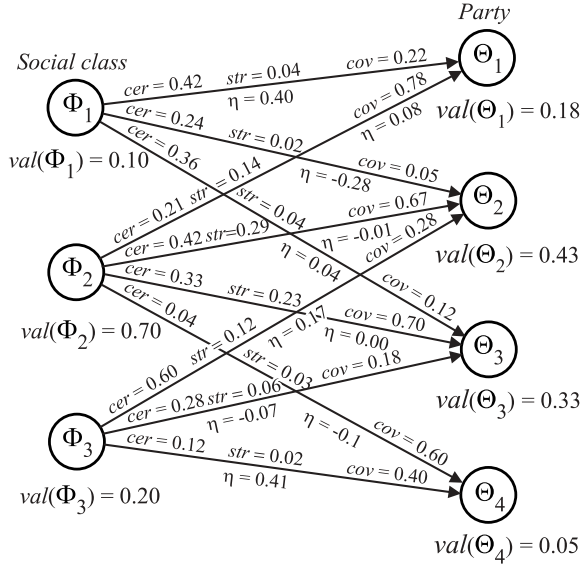 Party
Social class
Φ1
Θ1
cer = 0.42 str = 0.04 cov = 0.22
η = 0.40
val(Θ1) = 0.18
cer = 0.24 str = 0.02 cov = 0.05
η = -0.28
val(Φ1) = 0.10
cer = 0.36 str = 0.04 cov = 0.12
η = 0.04
cer = 0.21 str = 0.14 cov = 0.78
η = 0.08
Θ2
cer = 0.42 str=0.29 cov = 0.67
η = -0.01
val(Θ2) = 0.43
Φ2
cer = 0.33 str = 0.23 cov = 0.70
η = 0.00
val(Φ2) = 0.70
cer = 0.04 str = 0.03 cov = 0.60
η = -0.1
Θ3
val(Θ3) = 0.33
cer = 0.60 str = 0.12 cov = 0.28
η = 0.17
Φ3
cer = 0.28 str = 0.06 cov = 0.18
η = -0.07
cer = 0.12 str = 0.02 cov = 0.40
η = 0.41
val(Φ3) = 0.20
Θ4
val(Θ4) = 0.05